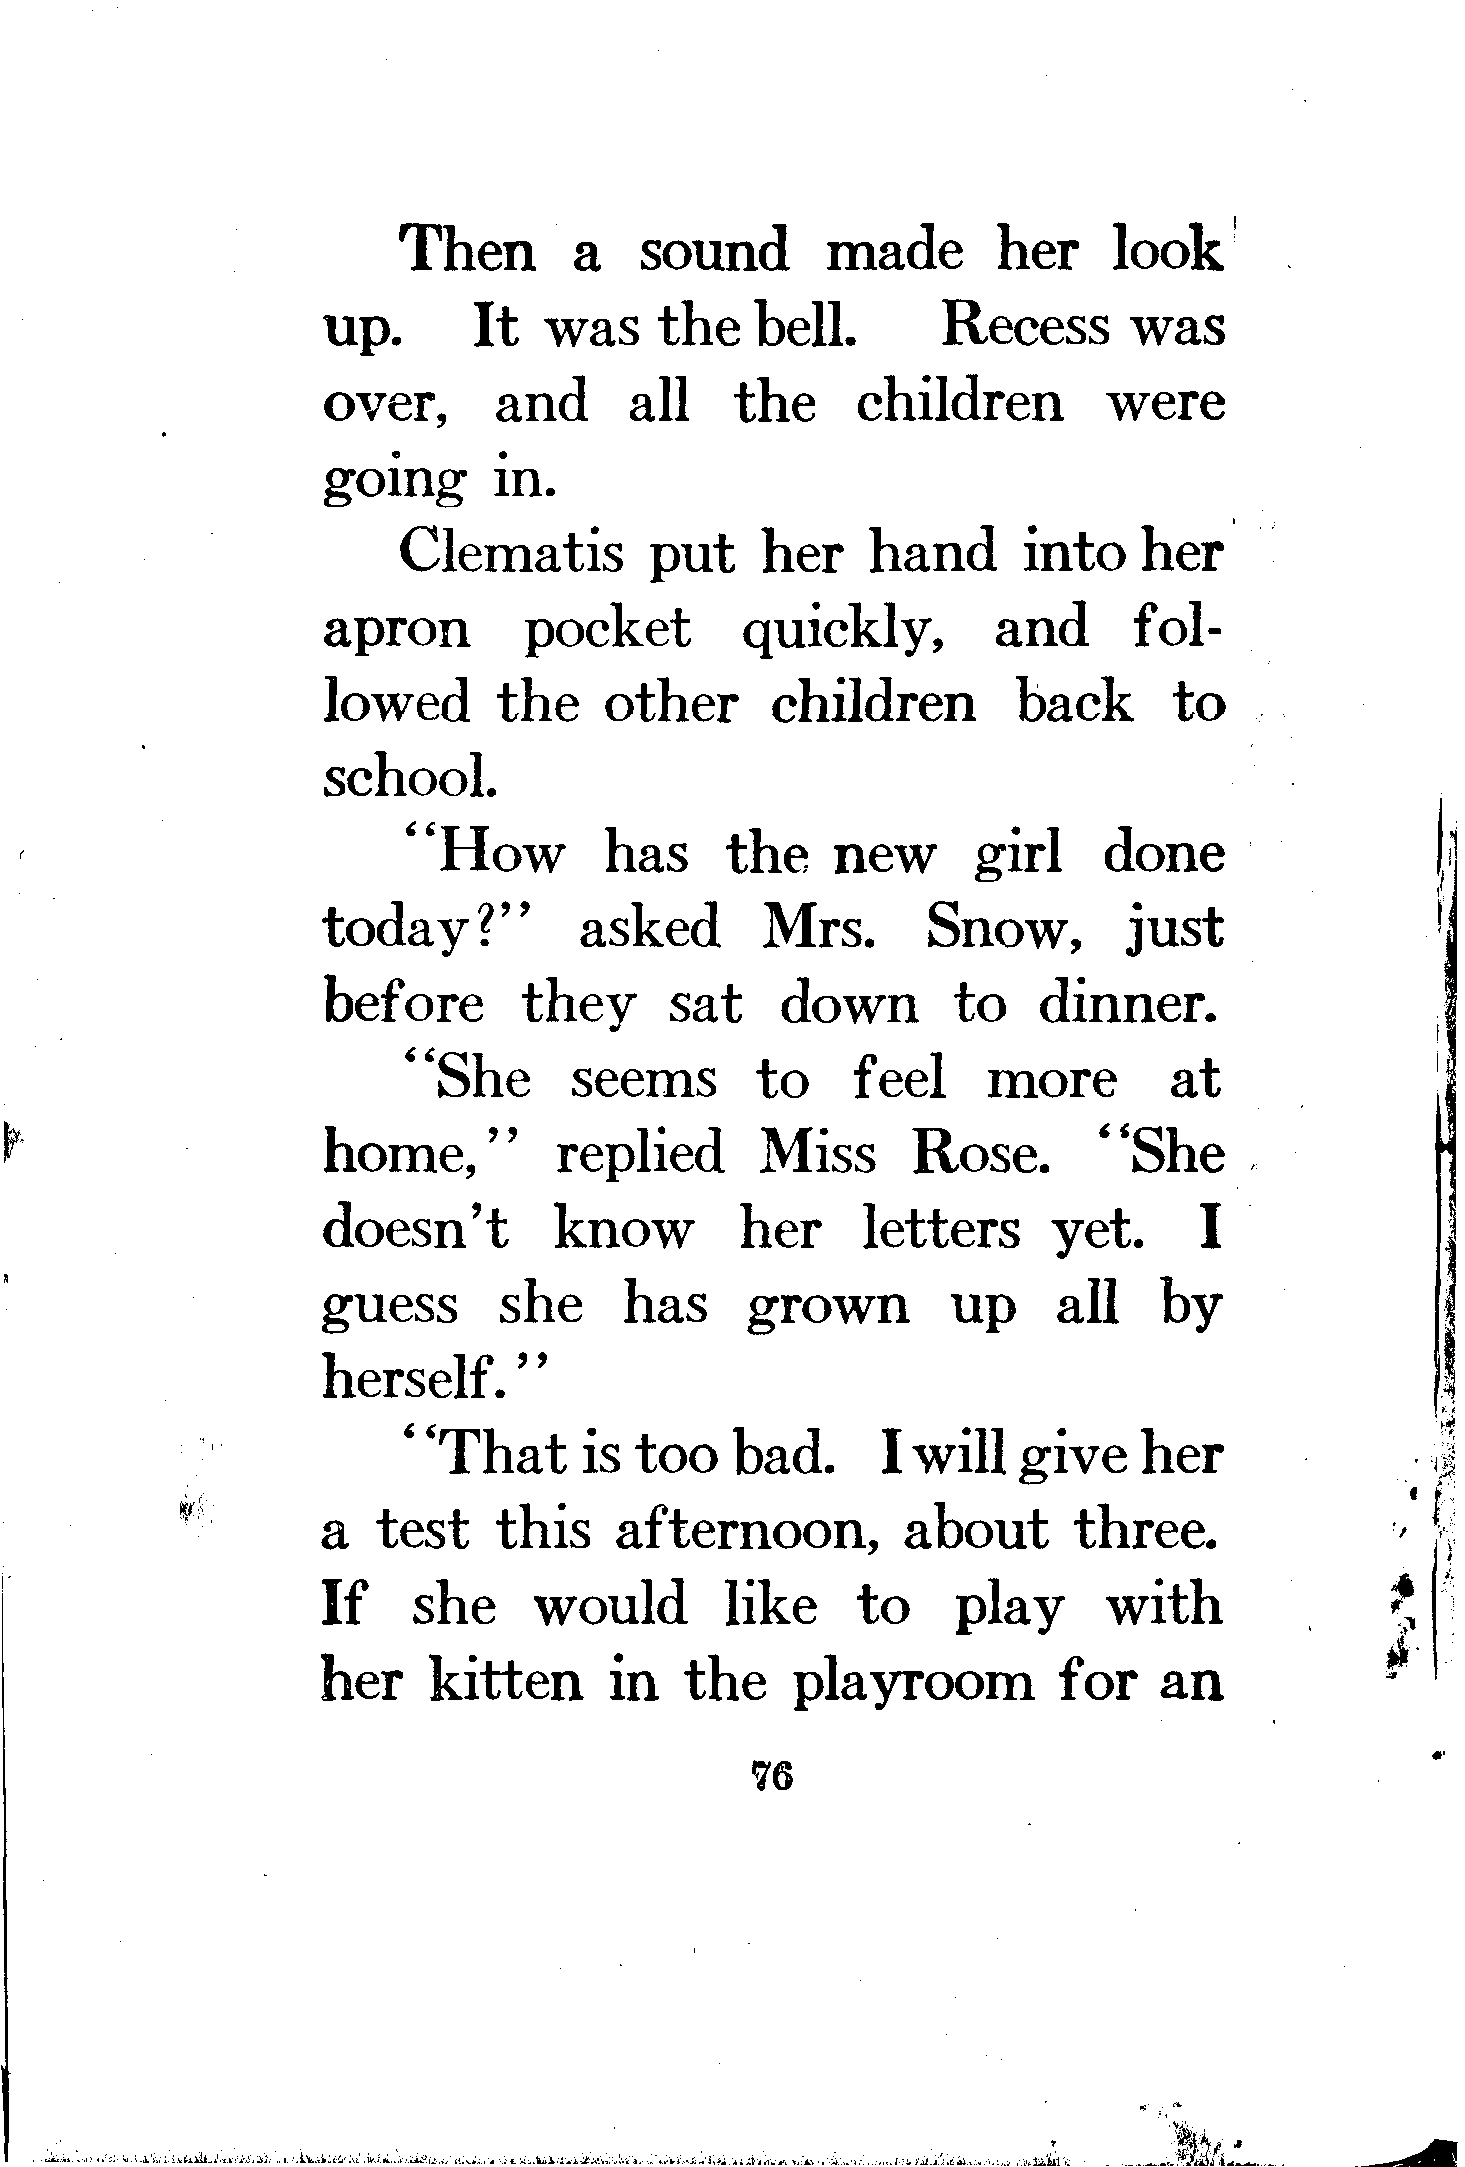 Then a sound made her look
up. It was the bell. Recess was
over, and all the children were
going in.
Clematis put her hand into her
apron pocket quickly, and fol-
lowed the other children back to
school.
"How has the new girl done
today?" asked Mrs. Snow, just
before they sat down to dinner.
"She seems to feel more at
home," replied Miss Rose. "She
doesn't know her letters yet. I
guess she has grown up all by
herself."
"That is too bad. I will give her
a test this afternoon, about three.
If she would like to play with
her kitten in the playroom for an
76